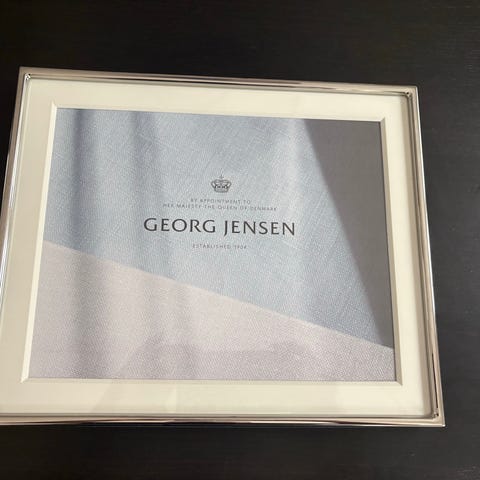 BY APPOINTMENT TO
HER MAJESTY THE QUEEN OF DENMARK
GEORG JENSEN
ESTABLISHED 1904